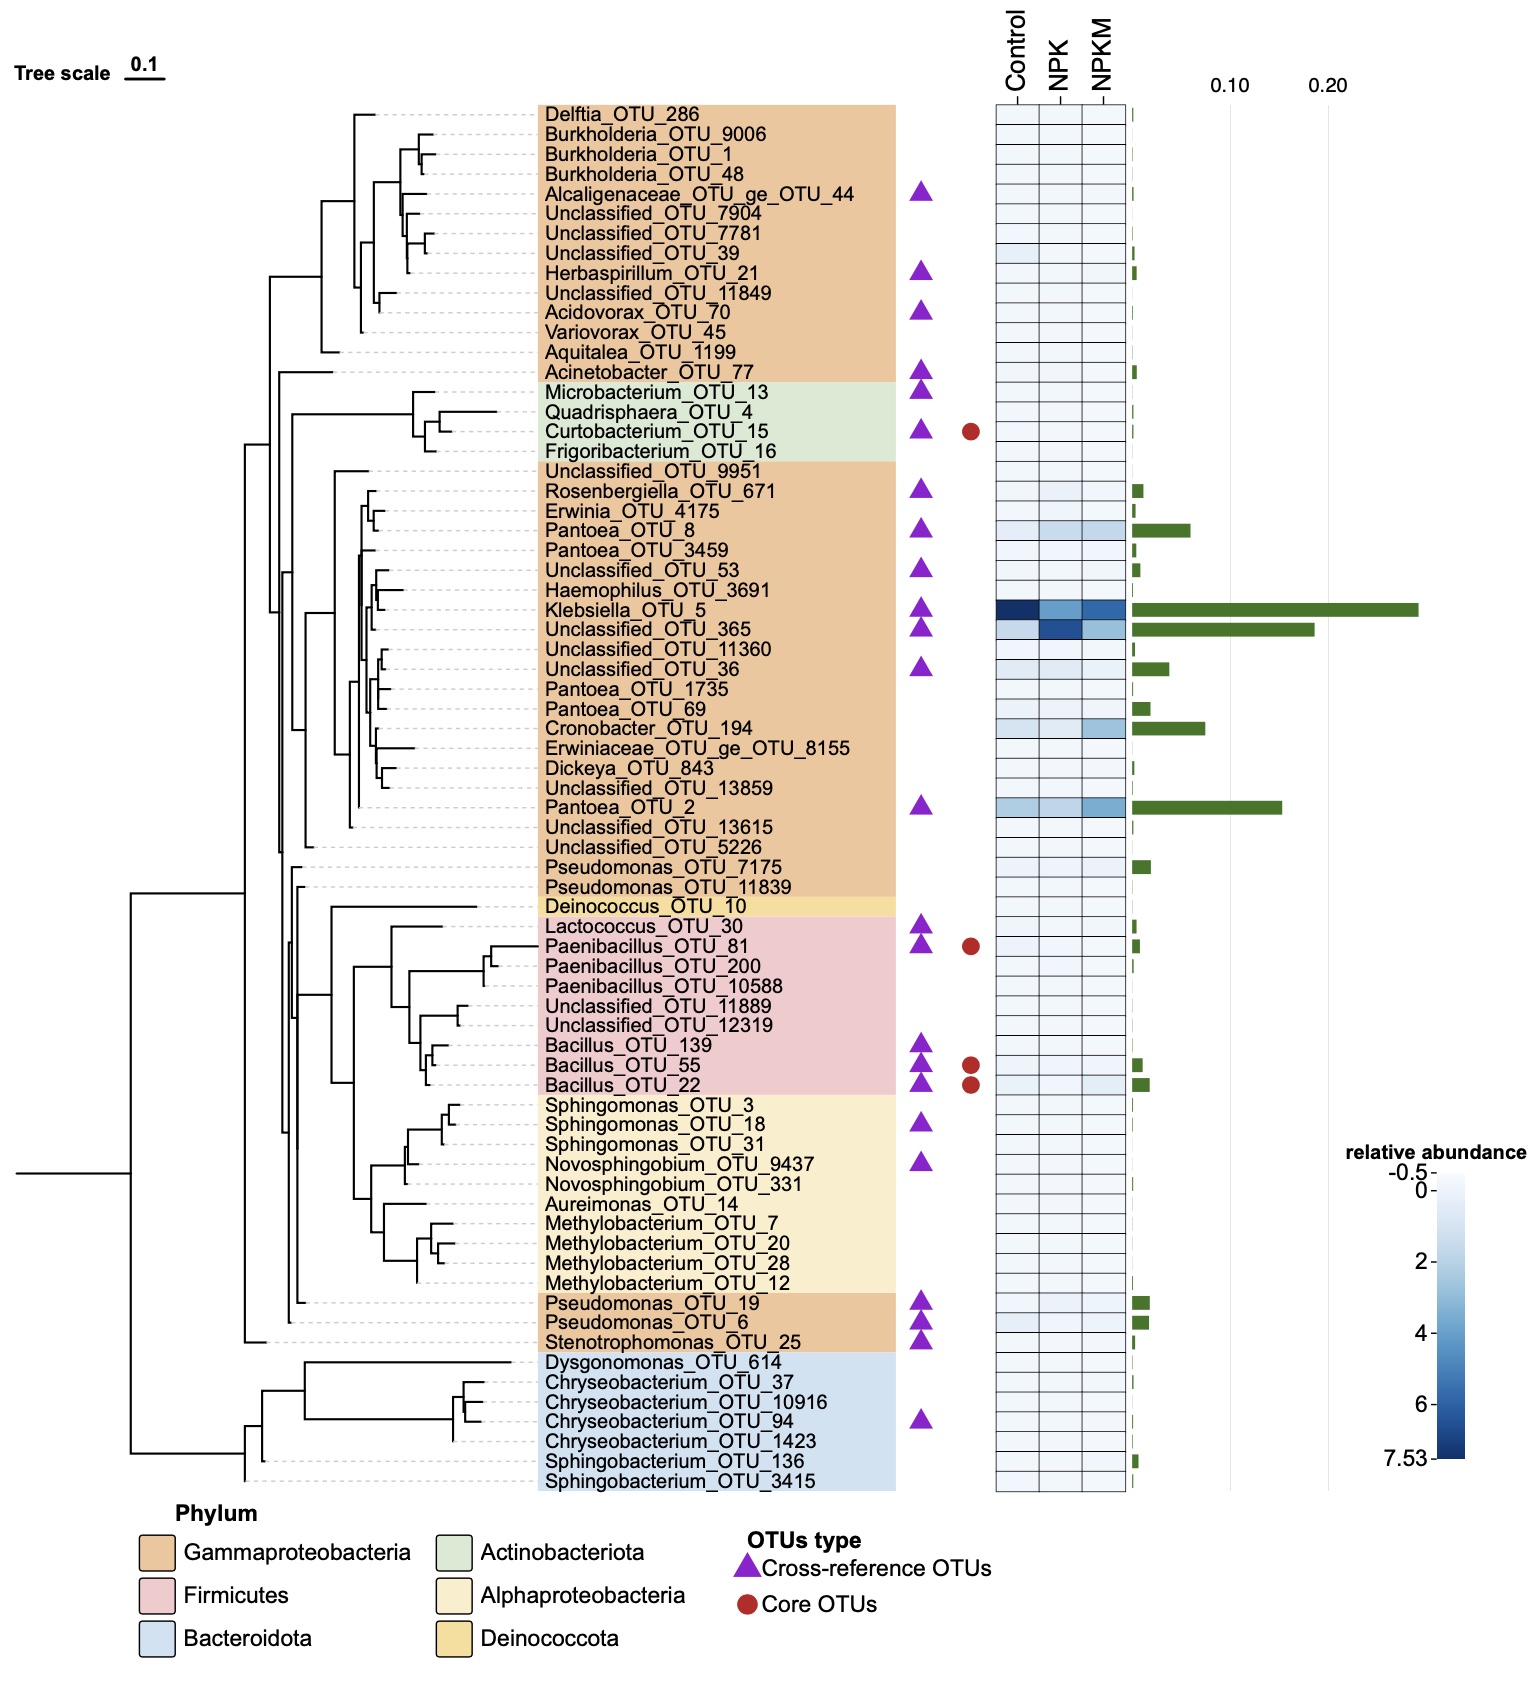 Control
NPK
NPKM
Tree scale
0.1
0.10
0.20
Delftia_OTU_286
Burkholderia_OTU_9006
Burkholderia_OTU_1
Burkholderia_OTU_48
Alcaligenaceae_OTU_ge_OTU_44
Unclassified_OTU_7904
Unclassified_OTU_7781
Unclassified_OTU_39
Herbaspirillum_OTU_21
Unclassified_OTU_11849
Acidovorax_OTU_70
Variovorax_OTU_45
Aquitalea_OTU_1199
Acinetobacter_OTU_77
Microbacterium_OTU_13
Quadrisphaera_OTU_4
Curtobacterium_OTU_15
Frigoribacterium_OTU_16
Unclassified_OTU_9951
Rosenbergiella_OTU_671
Erwinia_OTU_4175
Pantoea_OTU_8
Pantoea_OTU_3459
Unclassified_OTU_53
Haemophilus_OTU_3691
Klebsiella_OTU_5
Unclassified_OTU_365
Unclassified_OTU_11360
Unclassified_OTU_36
Pantoea_OTU_1735
Pantoea_OTU_69
Cronobacter_OTU_194
Erwiniaceae_OTU_ge_OTU_8155
Dickeya_OTU_843
Unclassified_OTU_13859
Pantoea_OTU_2
Unclassified_OTU_13615
Unclassified_OTU_5226
Pseudomonas_OTU_7175
Pseudomonas_OTU_11839
Deinococcus_OTU_10
Lactococcus_OTU_30
Paenibacillus_OTU_81
Paenibacillus_OTU_200
Paenibacillus_OTU_10588
Unclassified_OTU_11889
Unclassified_OTU_12319
Bacillus_OTU_139
Bacillus_OTU_55
Bacillus_OTU_22
Sphingomonas_OTU_3
Sphingomonas_OTU_18
Sphingomonas_OTU_31
Novosphingobium_OTU_9437
Novosphingobium_OTU_331
Aureimonas_OTU_14
Methylobacterium_OTU_7
Methylobacterium_OTU_20
Methylobacterium_OTU_28
Methylobacterium_OTU_12
Pseudomonas_OTU_19
Pseudomonas_OTU_6
Stenotrophomonas_OTU_25
Dysgonomonas_OTU_614
Chryseobacterium_OTU_37
Chryseobacterium_OTU_10916
Chryseobacterium_OTU_94
Chryseobacterium_OTU_1423
Sphingobacterium_OTU_136
Sphingobacterium_OTU_3415
relative abundance
-0.5
0
2
4
6
7.53
Phylum
Gammaproteobacteria
Firmicutes
Bacteroidota
Actinobacteriota
Alphaproteobacteria
Deinococcota
OTUs type
Cross-reference OTUs
Core OTUs